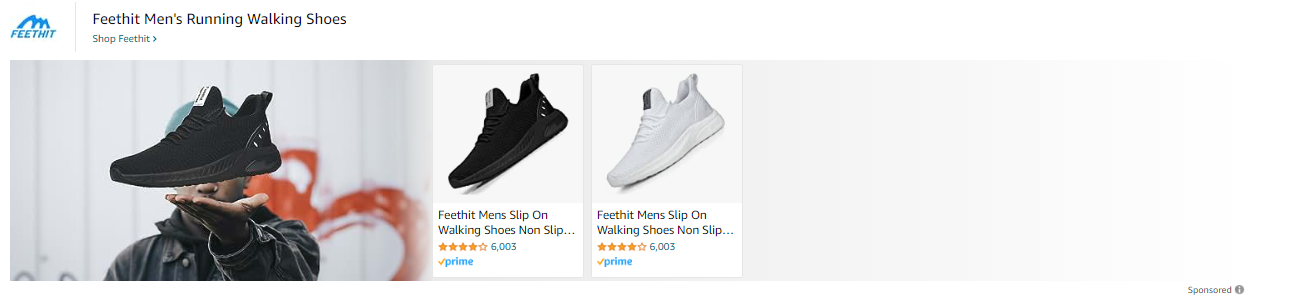 FEETHIT
Feethit Men's Running Walking Shoes
Shop Feethit ›
Feethit Mens Slip On
Walking Shoes Non Slip...
6,003
prime
Feethit Mens Slip On
Walking Shoes Non Slip...
6,003
prime
Sponsored